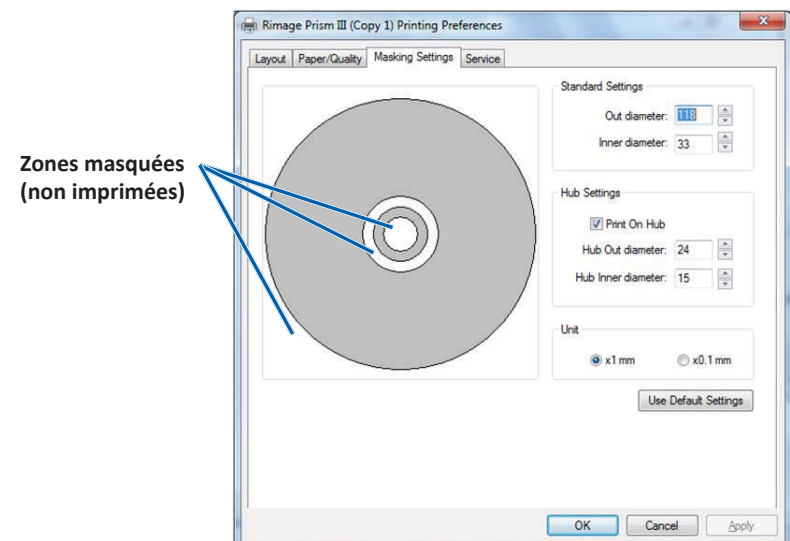 Rimage Prism III (Copy 1) Printing Preferences
Layout Paper/Quality Masking Settings Service
Zones masquées
(non imprimées)
Standard Settings
Out diameter: 118
Inner diameter: 33
Hub Settings
Print On Hub
Hub Out diameter: 24
Hub Inner diameter: 15
Unit
x1 mm x0.1 mm
Use Default Settings
OK Cancel Apply